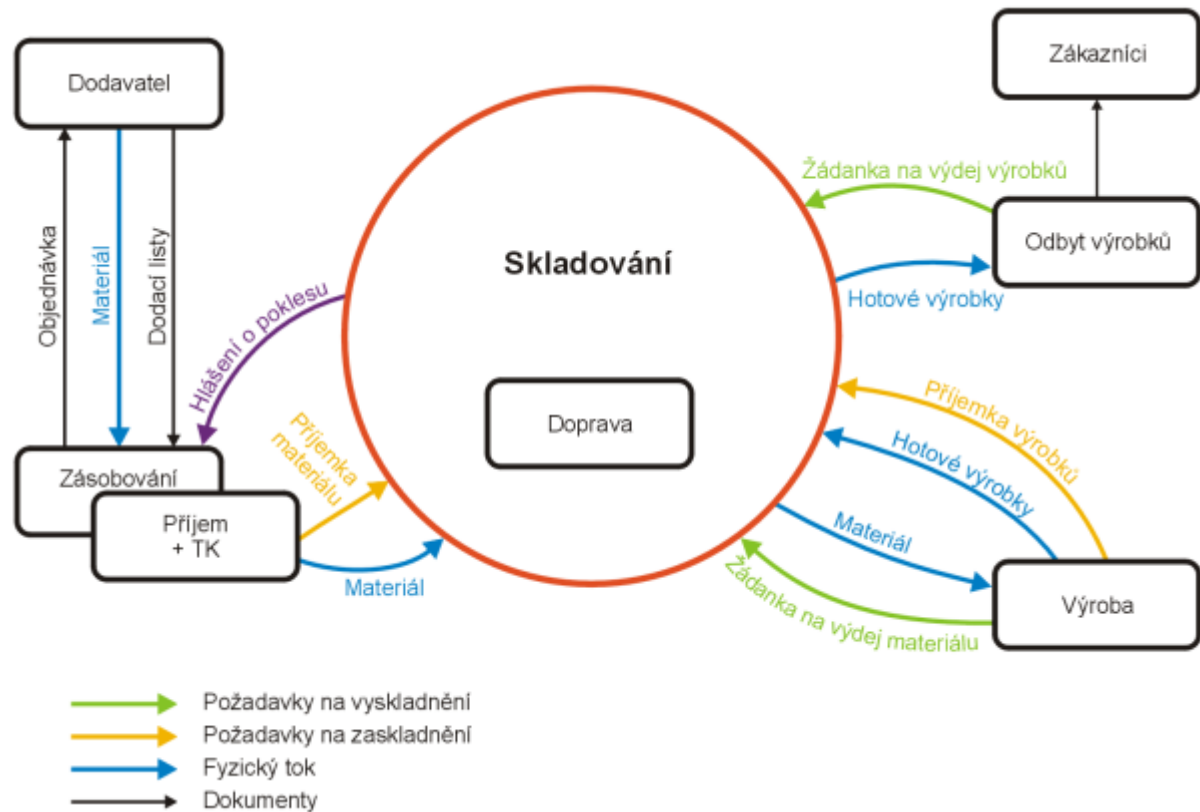 Dodavatel
Zákazníci
Objednávka
Materiál
Dodací listy
Žádanka na výdej výrobků
Odbyt výrobků
Hotové výrobky
Skladování
Doprava
Hlášení o poklesu
Zásobování
Příjem
+ TK
Příjemka
materiálu
Materiál
Příjemka výrobků
Hotové výrobky
Materiál
Žádanka na výdej materiálu
Výroba
Požadavky na vyskladnění
Požadavky na zaskladnění
Fyzický tok
Dokumenty